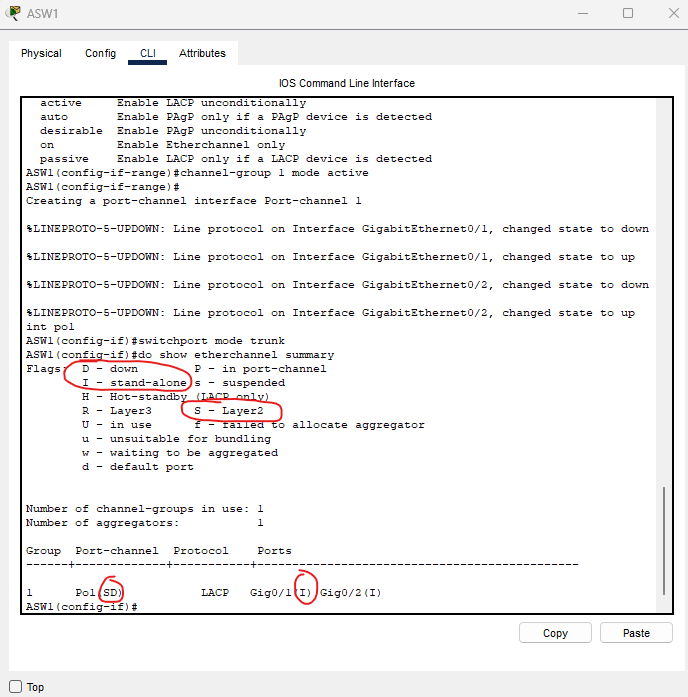 ASW1
Physical Config CLI Attributes
IOS Command Line Interface
active Enable LACP unconditionally
auto Enable PAgP only if a PAgP device is detected
desirable Enable PAgP unconditionally
on Enable Etherchannel only
passive Enable LACP only if a LACP device is detected
ASW1(config-if-range)#channel-group 1 mode active
ASW1(config-if-range)#
Creating a port-channel interface Port-channel 1
%LINEPROTO-5-UPDOWN: Line protocol on Interface GigabitEthernet0/1, changed state to down
%LINEPROTO-5-UPDOWN: Line protocol on Interface GigabitEthernet0/1, changed state to up
%LINEPROTO-5-UPDOWN: Line protocol on Interface GigabitEthernet0/2, changed state to down
%LINEPROTO-5-UPDOWN: Line protocol on Interface GigabitEthernet0/2, changed state to up
int po1
ASW1(config-if)#switchport mode trunk
ASW1(config-if)#do show etherchannel summary
Flags: D - down P - in port-channel
I - stand-alone s - suspended
H - Hot-standby (LACP only)
R - Layer3 S - Layer2
U - in use f - failed to allocate aggregator
u - unsuitable for bundling
w - waiting to be aggregated
d - default port
Number of channel-groups in use: 1
Number of aggregators: 1
Group Port-channel Protocol Ports
------+-------------+-----------+----------------------------------------------
1 Po1(SD) LACP Gig0/1(I) Gig0/2(I)
ASW1(config-if)#
Copy Paste
Top